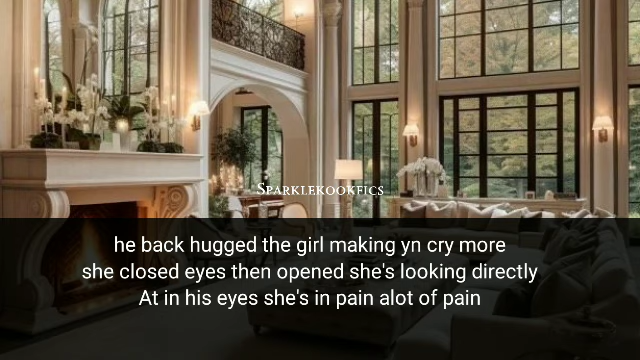 Sparklekookfics
he back hugged the girl making yn cry more
she closed eyes then opened she's looking directly
At in his eyes she's in pain alot of pain